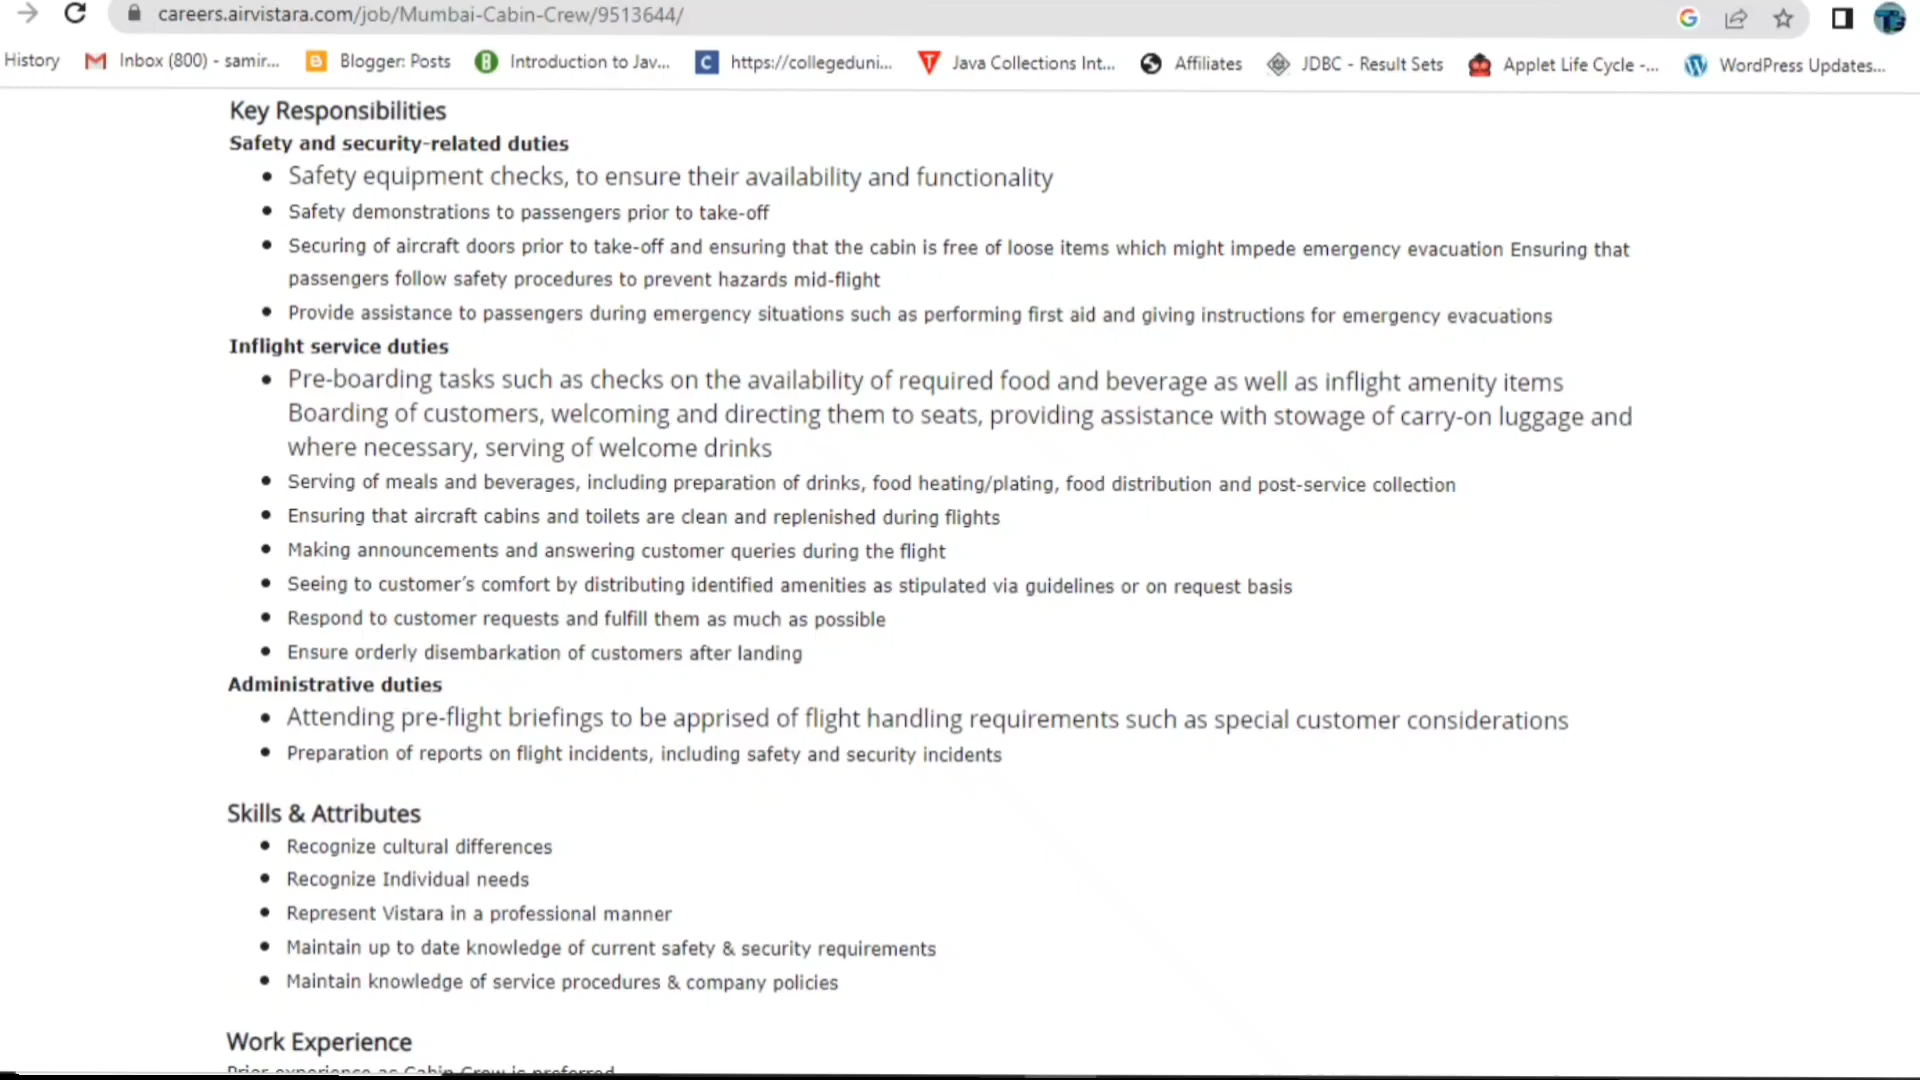 careers.airvistara.com/job/Mumbai-Cabin-Crew/9513644/
History Inbox (800) - samir... Blogger: Posts Introduction to Jav... https://collegeduni... Java Collections Int... Affiliates JDBC - Result Sets Applet Life Cycle -... WordPress Updates...
Key Responsibilities
Safety and security-related duties
Safety equipment checks, to ensure their availability and functionality
Safety demonstrations to passengers prior to take-off
Securing of aircraft doors prior to take-off and ensuring that the cabin is free of loose items which might impede emergency evacuation Ensuring that
passengers follow safety procedures to prevent hazards mid-flight
Provide assistance to passengers during emergency situations such as performing first aid and giving instructions for emergency evacuations
Inflight service duties
Pre-boarding tasks such as checks on the availability of required food and beverage as well as inflight amenity items
Boarding of customers, welcoming and directing them to seats, providing assistance with stowage of carry-on luggage and
where necessary, serving of welcome drinks
Serving of meals and beverages, including preparation of drinks, food heating/plating, food distribution and post-service collection
Ensuring that aircraft cabins and toilets are clean and replenished during flights
Making announcements and answering customer queries during the flight
Seeing to customer’s comfort by distributing identified amenities as stipulated via guidelines or on request basis
Respond to customer requests and fulfill them as much as possible
Ensure orderly disembarkation of customers after landing
Administrative duties
Attending pre-flight briefings to be apprised of flight handling requirements such as special customer considerations
Preparation of reports on flight incidents, including safety and security incidents
Skills & Attributes
Recognize cultural differences
Recognize Individual needs
Represent Vistara in a professional manner
Maintain up to date knowledge of current safety & security requirements
Maintain knowledge of service procedures & company policies
Work Experience
Prior experience as Cabin Crew is preferred